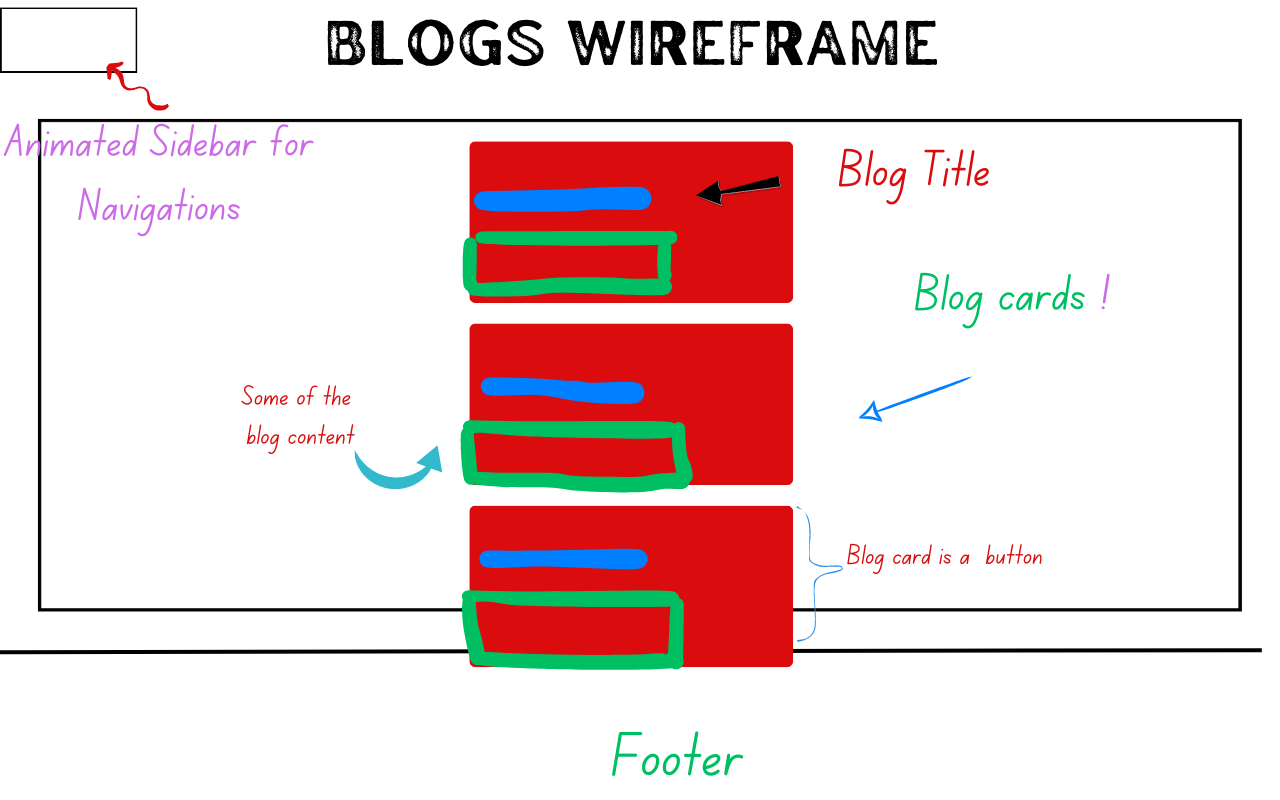 BLOGS WIREFRAME
Animated Sidebar for
Navigations
Blog Title
Blog cards !
Some of the
blog content
Blog card is a button
Footer